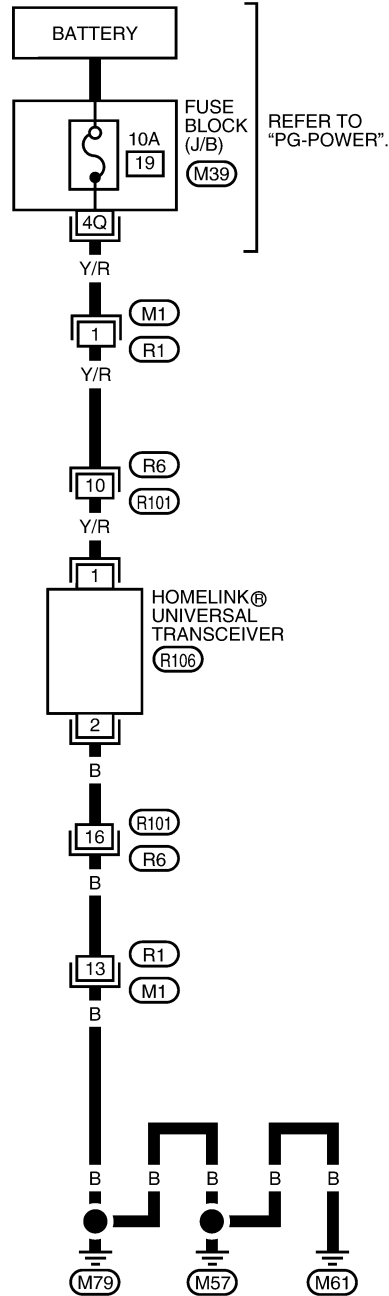 BATTERY
FUSE
BLOCK
(J/B)
M39
10A
19
REFER TO
"PG-POWER".
4Q
Y/R
M1
1
R1
Y/R
R6
10
R101
Y/R
1
HOMELINK®
UNIVERSAL
TRANSCEIVER
R106
2
B
R101
16
R6
B
R1
13
M1
B
B B B B B
M79 M57 M61